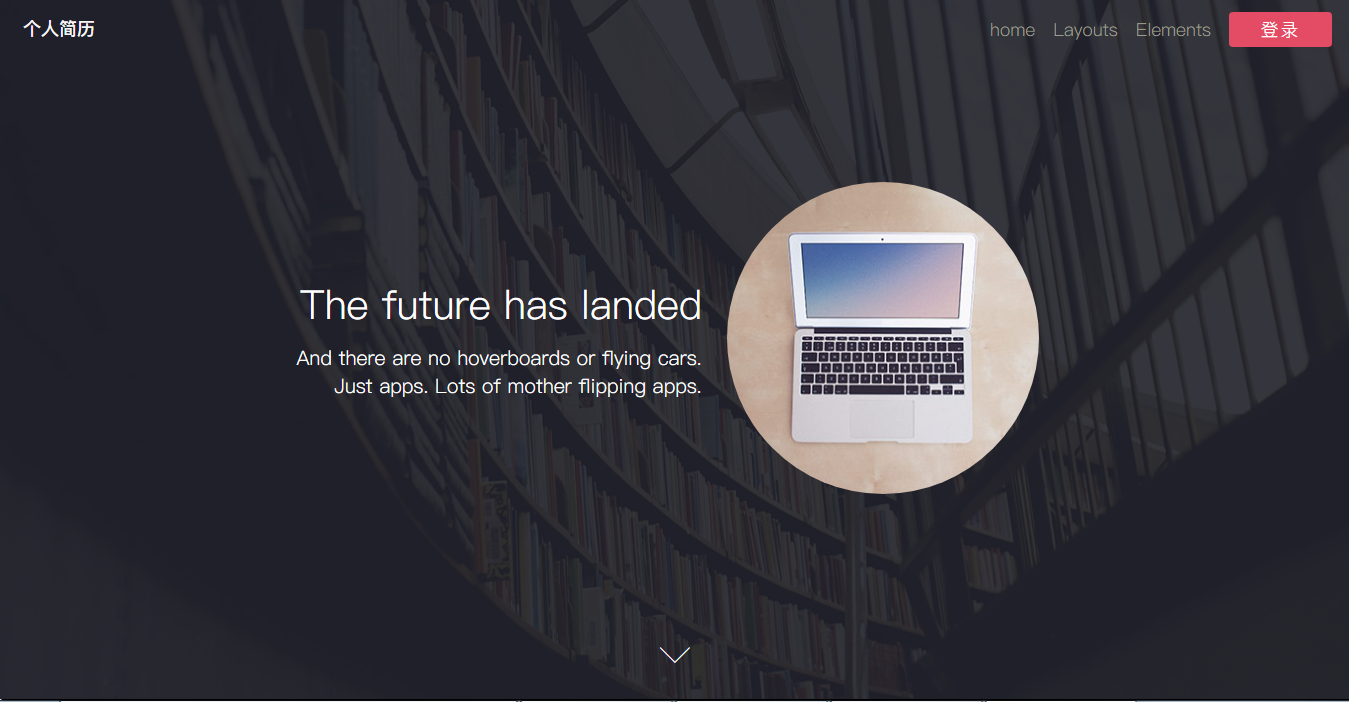 个人简历
home Layouts Elements 登录
The future has landed
And there are no hoverboards or flying cars.
Just apps. Lots of mother flipping apps.